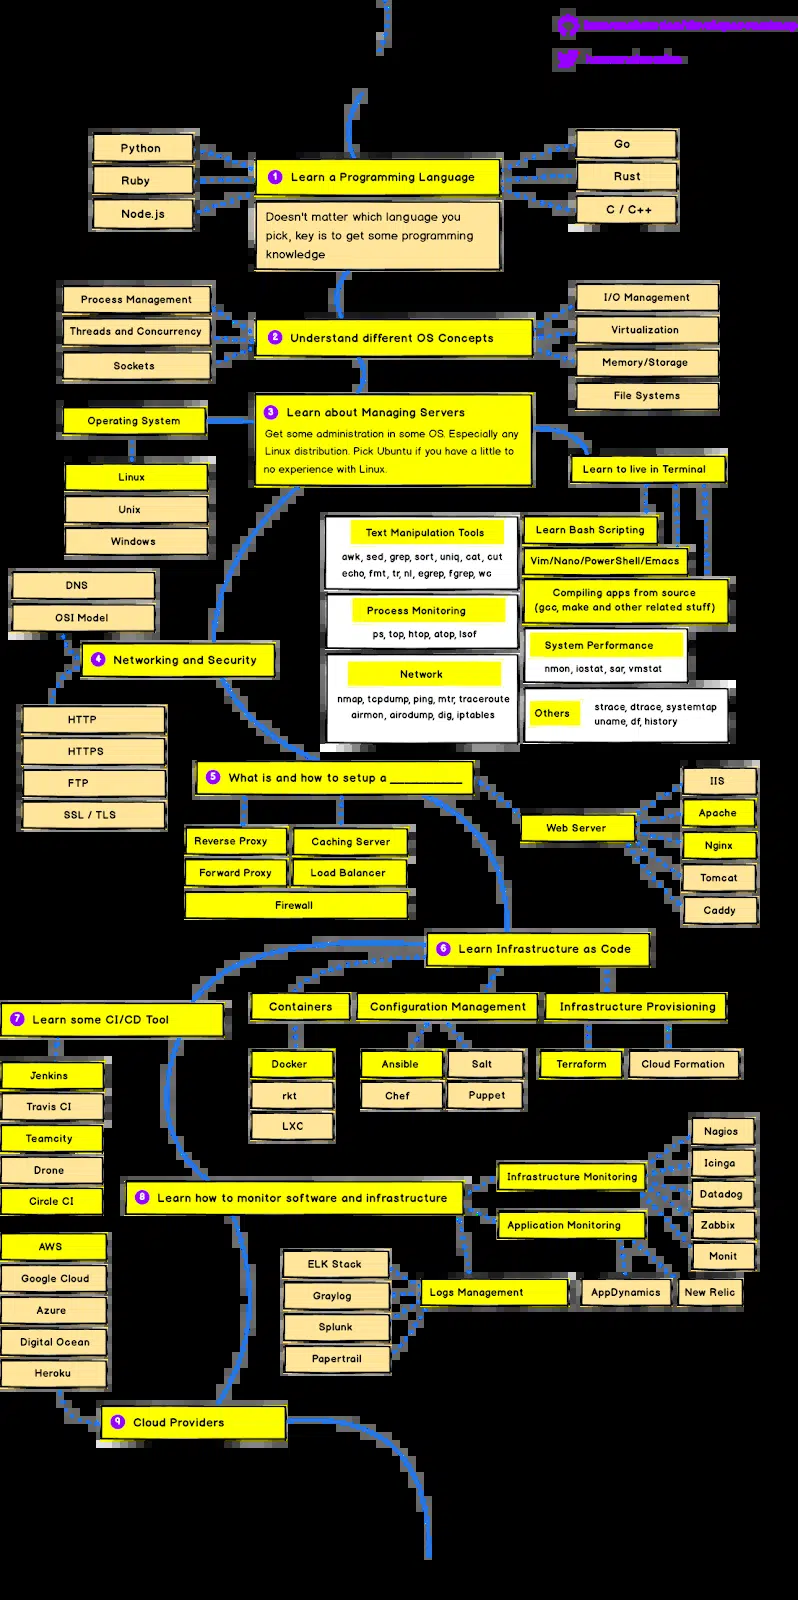 Python
Ruby
Node.js
1 Learn a Programming Language
Doesn't matter which language you
pick, key is to get some programming
knowledge
Go
Rust
C / C++
Process Management
Threads and Concurrency
Sockets
2 Understand different OS Concepts
I/O Management
Virtualization
Memory/Storage
File Systems
3 Learn about Managing Servers
Get some administration in some OS. Especially any
Linux distribution. Pick Ubuntu if you have a little to
no experience with Linux.
Operating System
Linux
Unix
Windows
Learn to live in Terminal
Learn Bash Scripting
Vim/Nano/PowerShell/Emacs
Compiling apps from source
(gcc, make and other related stuff)
Text Manipulation Tools
awk, sed, grep, sort, uniq, cat, cut
echo, fmt, tr, nl, egrep, fgrep, wc
Process Monitoring
ps, top, htop, atop, lsof
Network
nmap, tcpdump, ping, mtr, traceroute
airmon, airodump, dig, iptables
System Performance
nmon, iostat, sar, vmstat
Others
strace, dtrace, systemtap
uname, df, history
DNS
OSI Model
4 Networking and Security
HTTP
HTTPS
FTP
SSL / TLS
5 What is and how to setup a ___________
Reverse Proxy
Caching Server
Forward Proxy
Load Balancer
Firewall
Web Server
IIS
Apache
Nginx
Tomcat
Caddy
6 Learn Infrastructure as Code
Containers
Docker
rkt
LXC
Configuration Management
Ansible
Salt
Chef
Puppet
Infrastructure Provisioning
Terraform
Cloud Formation
7 Learn some CI/CD Tool
Jenkins
Travis CI
Teamcity
Drone
Circle CI
8 Learn how to monitor software and infrastructure
Infrastructure Monitoring
Nagios
Icinga
Datadog
Zabbix
Monit
Application Monitoring
AppDynamics
New Relic
Logs Management
ELK Stack
Graylog
Splunk
Papertrail
AWS
Google Cloud
Azure
Digital Ocean
Heroku
9 Cloud Providers